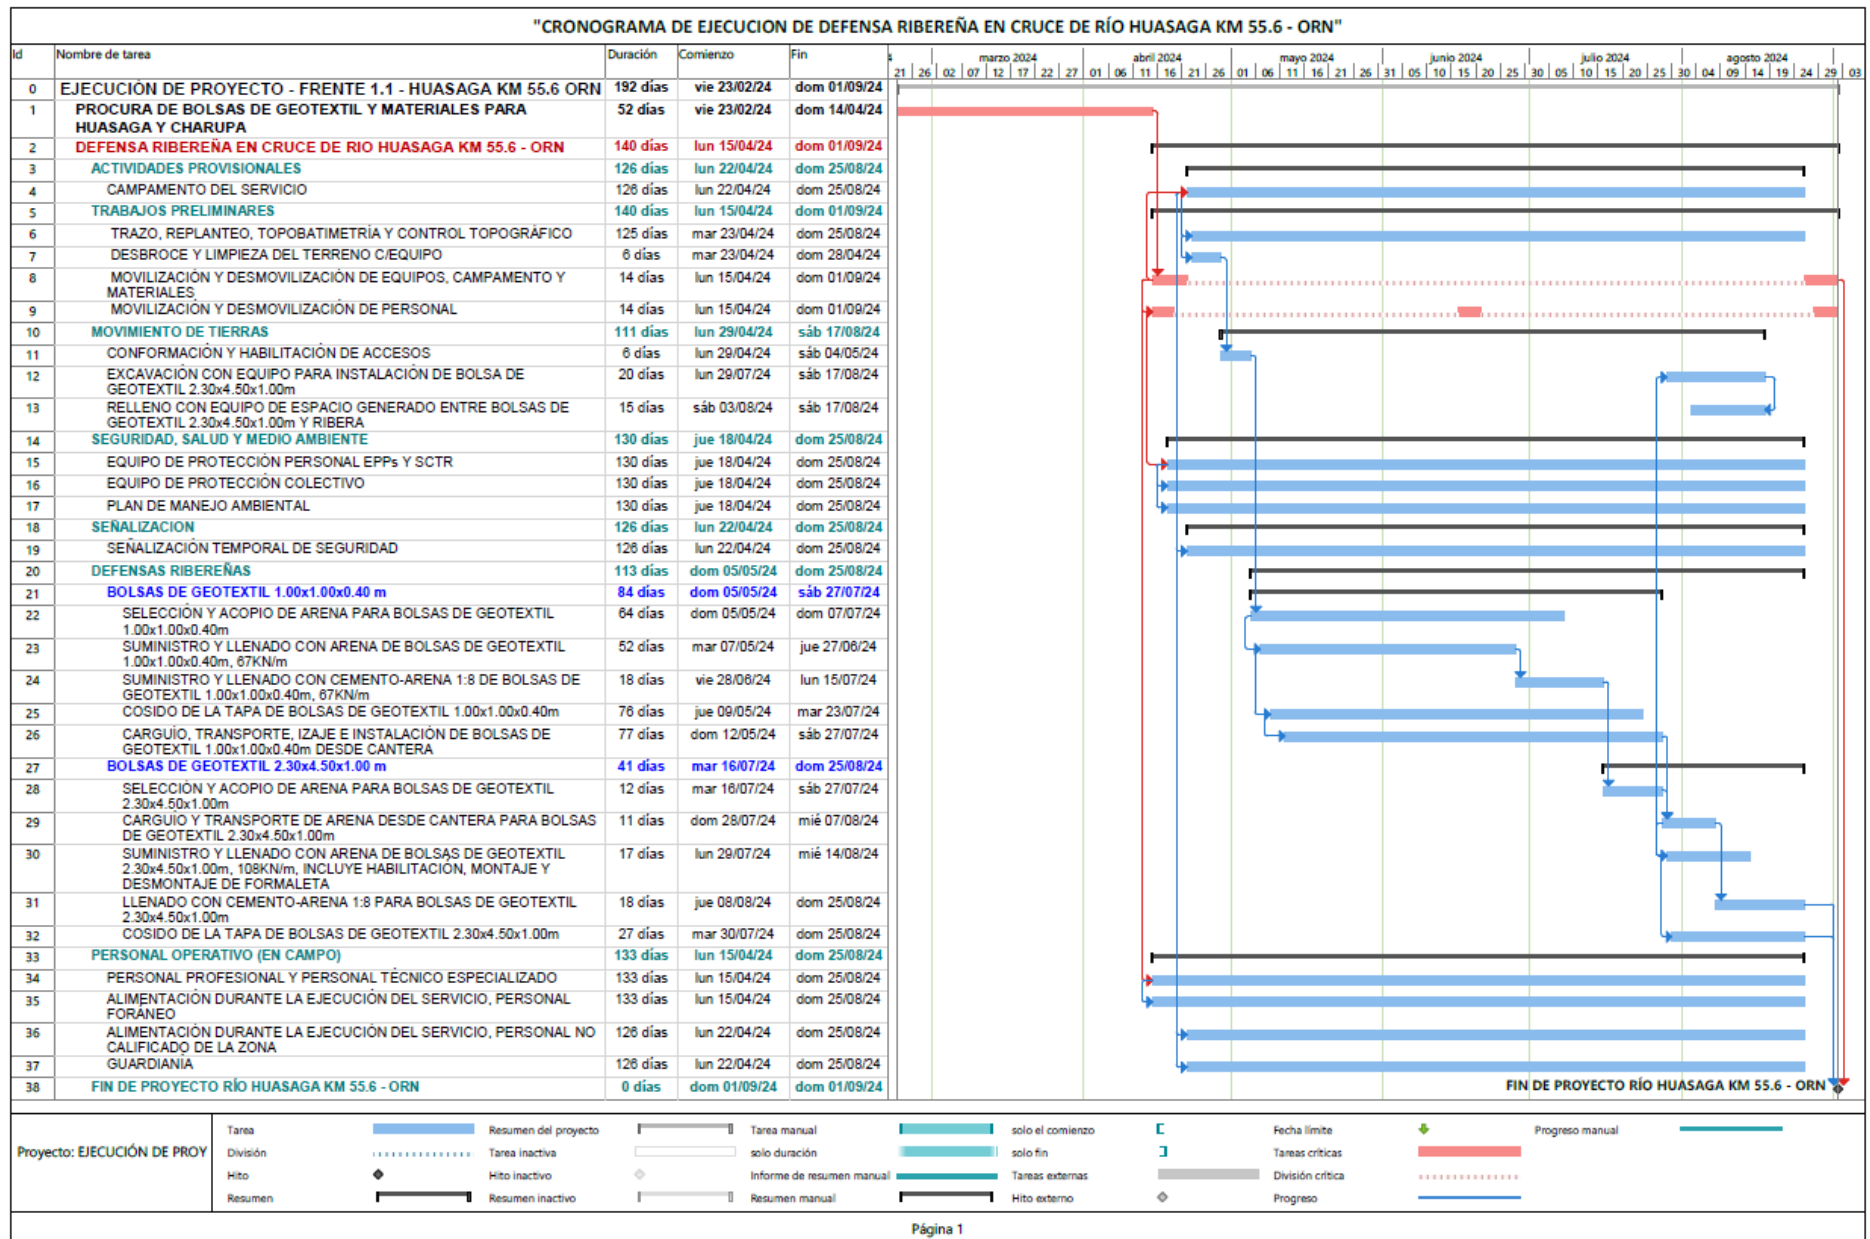 "CRONOGRAMA DE EJECUCION DE DEFENSA RIBEREÑA EN CRUCE DE RÍO HUASAGA KM 55.6 - ORN"
Id Nombre de tarea Duración Comienzo Fin
4 marzo 2024 abril 2024 mayo 2024 junio 2024 julio 2024 agosto 2024
21 26 02 07 12 17 22 27 01 06 11 16 21 26 01 06 11 16 21 26 31 05 10 15 20 25 30 05 10 15 20 25 30 04 09 14 19 24 29 03
0 EJECUCIÓN DE PROYECTO - FRENTE 1.1 - HUASAGA KM 55.6 ORN 192 días vie 23/02/24 dom 01/09/24
1 PROCURA DE BOLSAS DE GEOTEXTIL Y MATERIALES PARA 52 días vie 23/02/24 dom 14/04/24
HUASAGA Y CHARUPA
2 DEFENSA RIBEREÑA EN CRUCE DE RIO HUASAGA KM 55.6 - ORN 140 días lun 15/04/24 dom 01/09/24
3 ACTIVIDADES PROVISIONALES 126 días lun 22/04/24 dom 25/08/24
4 CAMPAMENTO DEL SERVICIO 126 días lun 22/04/24 dom 25/08/24
5 TRABAJOS PRELIMINARES 140 días lun 15/04/24 dom 01/09/24
6 TRAZO, REPLANTEO, TOPOBATIMETRÍA Y CONTROL TOPOGRÁFICO 125 días mar 23/04/24 dom 25/08/24
7 DESBROCE Y LIMPIEZA DEL TERRENO C/EQUIPO 6 días mar 23/04/24 dom 28/04/24
8 MOVILIZACIÓN Y DESMOVILIZACIÓN DE EQUIPOS, CAMPAMENTO Y 14 días lun 15/04/24 dom 01/09/24
MATERIALES
9 MOVILIZACIÓN Y DESMOVILIZACIÓN DE PERSONAL 14 días lun 15/04/24 dom 01/09/24
10 MOVIMIENTO DE TIERRAS 111 días lun 29/04/24 sáb 17/08/24
11 CONFORMACIÓN Y HABILITACIÓN DE ACCESOS 6 días lun 29/04/24 sáb 04/05/24
12 EXCAVACIÓN CON EQUIPO PARA INSTALACIÓN DE BOLSA DE 20 días lun 29/07/24 sáb 17/08/24
GEOTEXTIL 2.30x4.50x1.00m
13 RELLENO CON EQUIPO DE ESPACIO GENERADO ENTRE BOLSAS DE 15 días sáb 03/08/24 sáb 17/08/24
GEOTEXTIL 2.30x4.50x1.00m Y RIBERA
14 SEGURIDAD, SALUD Y MEDIO AMBIENTE 130 días jue 18/04/24 dom 25/08/24
15 EQUIPO DE PROTECCIÓN PERSONAL EPPs Y SCTR 130 días jue 18/04/24 dom 25/08/24
16 EQUIPO DE PROTECCIÓN COLECTIVO 130 días jue 18/04/24 dom 25/08/24
17 PLAN DE MANEJO AMBIENTAL 130 días jue 18/04/24 dom 25/08/24
18 SEÑALIZACION 126 días lun 22/04/24 dom 25/08/24
19 SEÑALIZACIÓN TEMPORAL DE SEGURIDAD 126 días lun 22/04/24 dom 25/08/24
20 DEFENSAS RIBEREÑAS 113 días dom 05/05/24 dom 25/08/24
21 BOLSAS DE GEOTEXTIL 1.00x1.00x0.40 m 84 días dom 05/05/24 sáb 27/07/24
22 SELECCIÓN Y ACOPIO DE ARENA PARA BOLSAS DE GEOTEXTIL 64 días dom 05/05/24 dom 07/07/24
1.00x1.00x0.40m
23 SUMINISTRO Y LLENADO CON ARENA DE BOLSAS DE GEOTEXTIL 52 días mar 07/05/24 jue 27/06/24
1.00x1.00x0.40m, 67KN/m
24 SUMINISTRO Y LLENADO CON CEMENTO-ARENA 1:8 DE BOLSAS DE 18 días vie 28/06/24 lun 15/07/24
GEOTEXTIL 1.00x1.00x0.40m, 67KN/m
25 COSIDO DE LA TAPA DE BOLSAS DE GEOTEXTIL 1.00x1.00x0.40m 76 días jue 09/05/24 mar 23/07/24
26 CARGUÍO, TRANSPORTE, IZAJE E INSTALACIÓN DE BOLSAS DE 77 días dom 12/05/24 sáb 27/07/24
GEOTEXTIL 1.00x1.00x0.40m DESDE CANTERA
27 BOLSAS DE GEOTEXTIL 2.30x4.50x1.00 m 41 días mar 16/07/24 dom 25/08/24
28 SELECCIÓN Y ACOPIO DE ARENA PARA BOLSAS DE GEOTEXTIL 12 días mar 16/07/24 sáb 27/07/24
2.30x4.50x1.00m
29 CARGUÍO Y TRANSPORTE DE ARENA DESDE CANTERA PARA BOLSAS 11 días dom 28/07/24 mié 07/08/24
DE GEOTEXTIL 2.30x4.50x1.00m
30 SUMINISTRO Y LLENADO CON ARENA DE BOLSAS DE GEOTEXTIL 17 días lun 29/07/24 mié 14/08/24
2.30x4.50x1.00m, 108KN/m, INCLUYE HABILITACIÓN, MONTAJE Y
DESMONTAJE DE FORMALETA
31 LLENADO CON CEMENTO-ARENA 1:8 PARA BOLSAS DE GEOTEXTIL 18 días jue 08/08/24 dom 25/08/24
2.30x4.50x1.00m
32 COSIDO DE LA TAPA DE BOLSAS DE GEOTEXTIL 2.30x4.50x1.00m 27 días mar 30/07/24 dom 25/08/24
33 PERSONAL OPERATIVO (EN CAMPO) 133 días lun 15/04/24 dom 25/08/24
34 PERSONAL PROFESIONAL Y PERSONAL TÉCNICO ESPECIALIZADO 133 días lun 15/04/24 dom 25/08/24
35 ALIMENTACIÓN DURANTE LA EJECUCIÓN DEL SERVICIO, PERSONAL 133 días lun 15/04/24 dom 25/08/24
FORANEO
36 ALIMENTACIÓN DURANTE LA EJECUCIÓN DEL SERVICIO, PERSONAL NO 126 días lun 22/04/24 dom 25/08/24
CALIFICADO DE LA ZONA
37 GUARDIANÍA 126 días lun 22/04/24 dom 25/08/24
38 FIN DE PROYECTO RÍO HUASAGA KM 55.6 - ORN 0 días dom 01/09/24 dom 01/09/24
FIN DE PROYECTO RÍO HUASAGA KM 55.6 - ORN
Proyecto: EJECUCIÓN DE PROY
Tarea Resumen del proyecto Tarea manual solo el comienzo Fecha límite Progreso manual
División Tarea inactiva solo duración solo fin Tareas críticas
Hito Hito inactivo Informe de resumen manual Tareas externas División crítica
Resumen Resumen inactivo Resumen manual Hito externo Progreso
Página 1